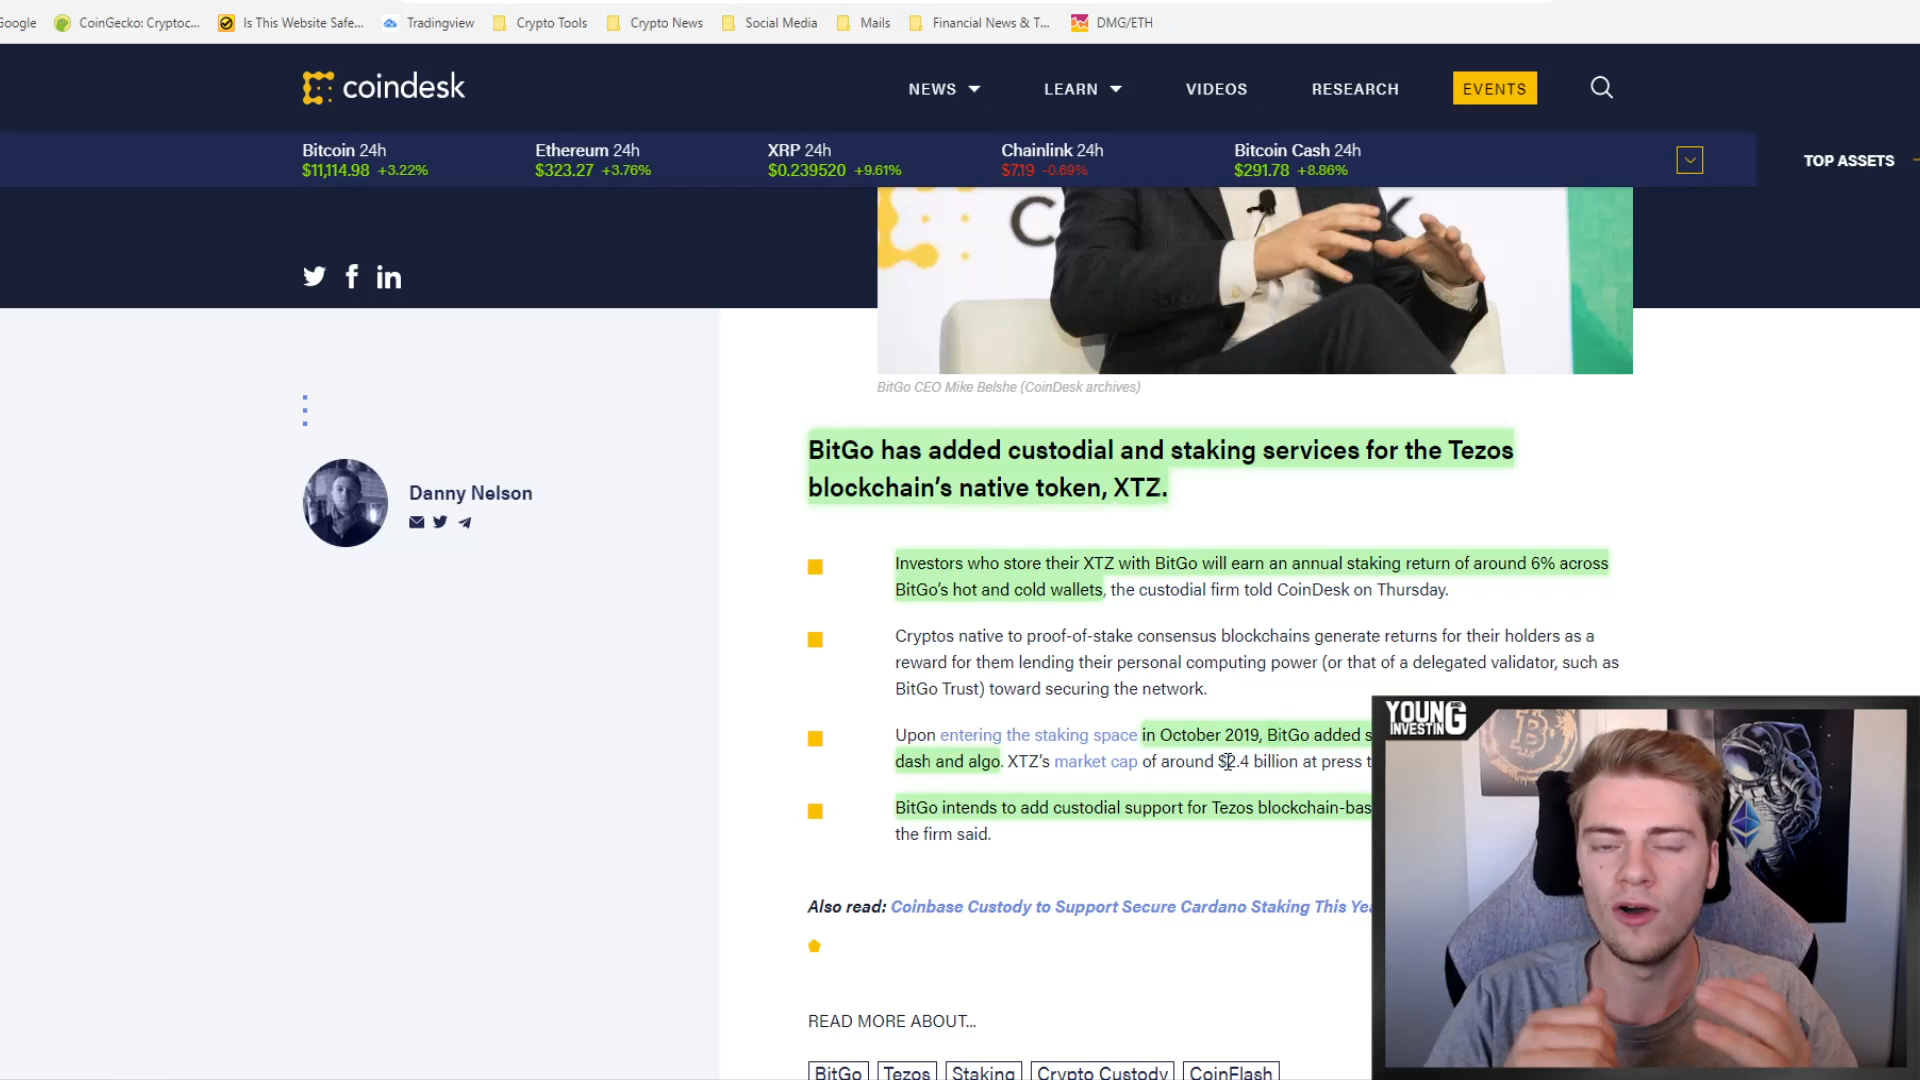 Google CoinGecko: Cryptoc... Is This Website Safe... Tradingview Crypto Tools Crypto News Social Media Mails Financial News & T... DMG/ETH
coindesk NEWS LEARN VIDEOS RESEARCH EVENTS
Bitcoin 24h Ethereum 24h XRP 24h Chainlink 24h Bitcoin Cash 24h
$11,114.98 +3.22% $323.27 +3.76% $0.239520 +9.61% $7.19 -0.69% $291.78 +8.86%
TOP ASSETS
BitGo CEO Mike Belshe (CoinDesk archives)
BitGo has added custodial and staking services for the Tezos
blockchain's native token, XTZ.
Danny Nelson
Investors who store their XTZ with BitGo will earn an annual staking return of around 6% across
BitGo's hot and cold wallets, the custodial firm told CoinDesk on Thursday.
Cryptos native to proof-of-stake consensus blockchains generate returns for their holders as a
reward for them lending their personal computing power (or that of a delegated validator, such as
BitGo Trust) toward securing the network.
Upon entering the staking space in October 2019, BitGo added s
dash and algo. XTZ's market cap of around $2.4 billion at press t
BitGo intends to add custodial support for Tezos blockchain-bas
the firm said.
Also read: Coinbase Custody to Support Secure Cardano Staking This Yea
READ MORE ABOUT...
BitGo Tezos Staking Crypto Custody CoinFlash
YOUNG
AND
INVESTING